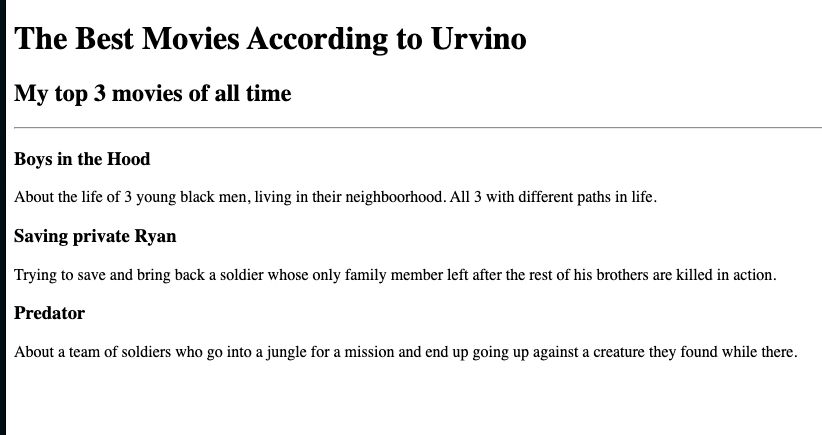 The Best Movies According to Urvino
My top 3 movies of all time
Boys in the Hood
About the life of 3 young black men, living in their neighboorhood. All 3 with different paths in life.
Saving private Ryan
Trying to save and bring back a soldier whose only family member left after the rest of his brothers are killed in action.
Predator
About a team of soldiers who go into a jungle for a mission and end up going up against a creature they found while there.